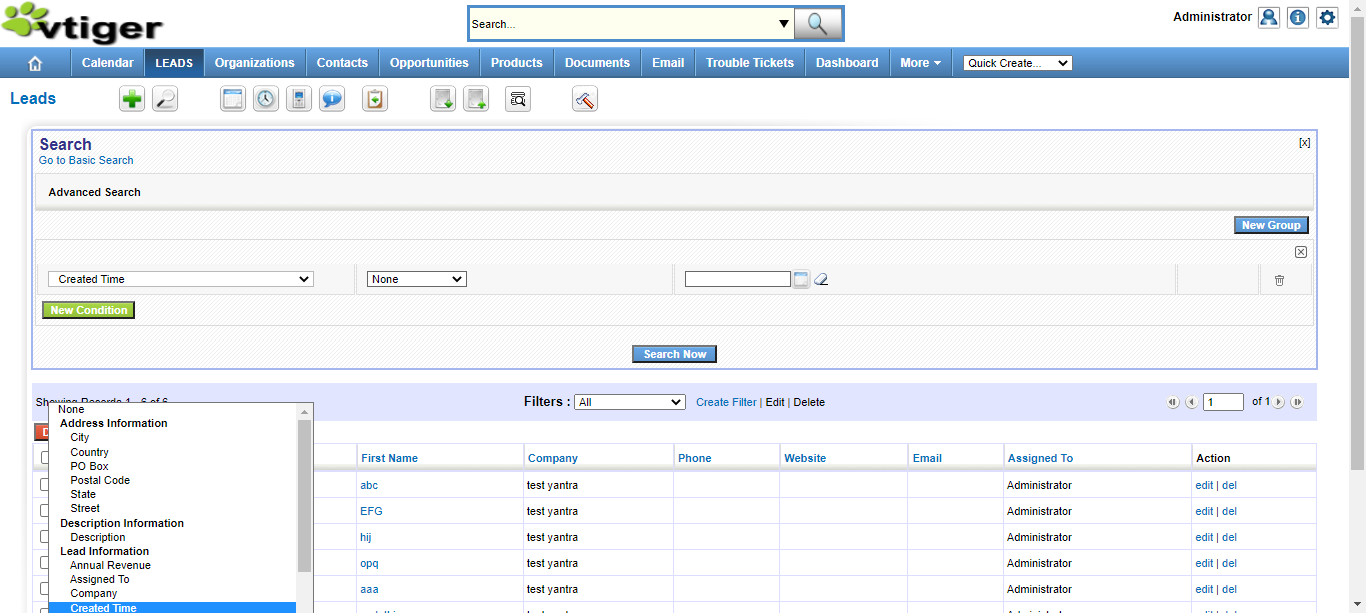 vtiger
Search...
Administrator
Calendar LEADS Organizations Contacts Opportunities Products Documents Email Trouble Tickets Dashboard More Quick Create...
Leads
Search
[x]
Go to Basic Search
Advanced Search
New Group
Created Time None
New Condition
Search Now
Showing Records 1 - 6 of 6 Filters : All Create Filter | Edit | Delete 1 of 1
First Name Company Phone Website Email Assigned To Action
abc test yantra Administrator edit | del
EFG test yantra Administrator edit | del
hij test yantra Administrator edit | del
opq test yantra Administrator edit | del
aaa test yantra Administrator edit | del
None
Address Information
City
Country
PO Box
Postal Code
State
Street
Description Information
Description
Lead Information
Annual Revenue
Assigned To
Company
Created Time